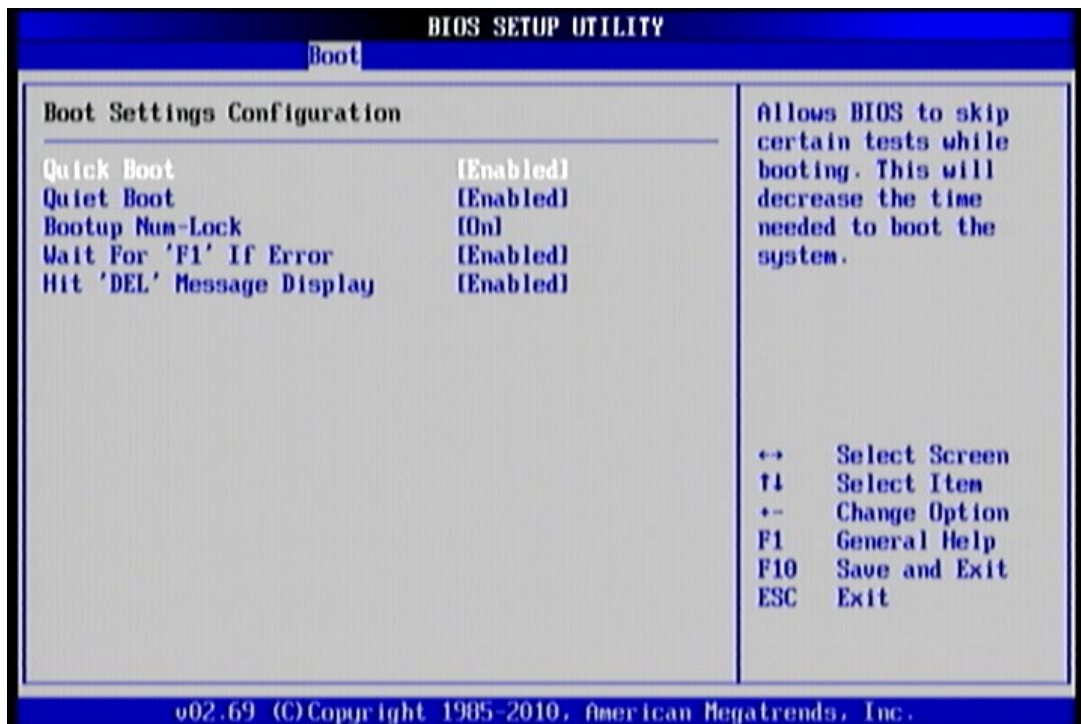 BIOS SETUP UTILITY
Boot
Boot Settings Configuration
Quick Boot [Enabled]
Quiet Boot [Enabled]
Bootup Num-Lock [On]
Wait For 'F1' If Error [Enabled]
Hit 'DEL' Message Display [Enabled]
Allows BIOS to skip
certain tests while
booting. This will
decrease the time
needed to boot the
system.
↔ Select Screen
↑↓ Select Item
+- Change Option
F1 General Help
F10 Save and Exit
ESC Exit
v02.69 (C)Copyright 1985-2010, American Megatrends, Inc.